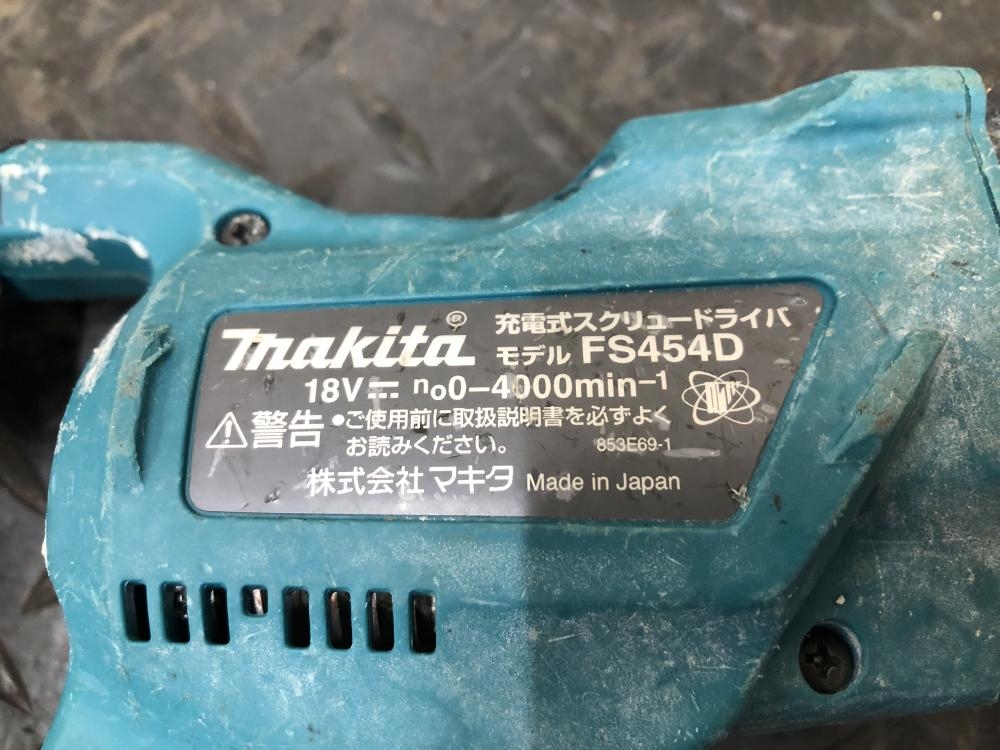 makita®
充電式スクリュードライバ
モデル FS454D
18V⎓ n₀0-4000min⁻¹
⚠警告 •ご使用前に取扱説明書を必ずよく
お読みください。 853E69-1
株式会社 マキタ Made in Japan